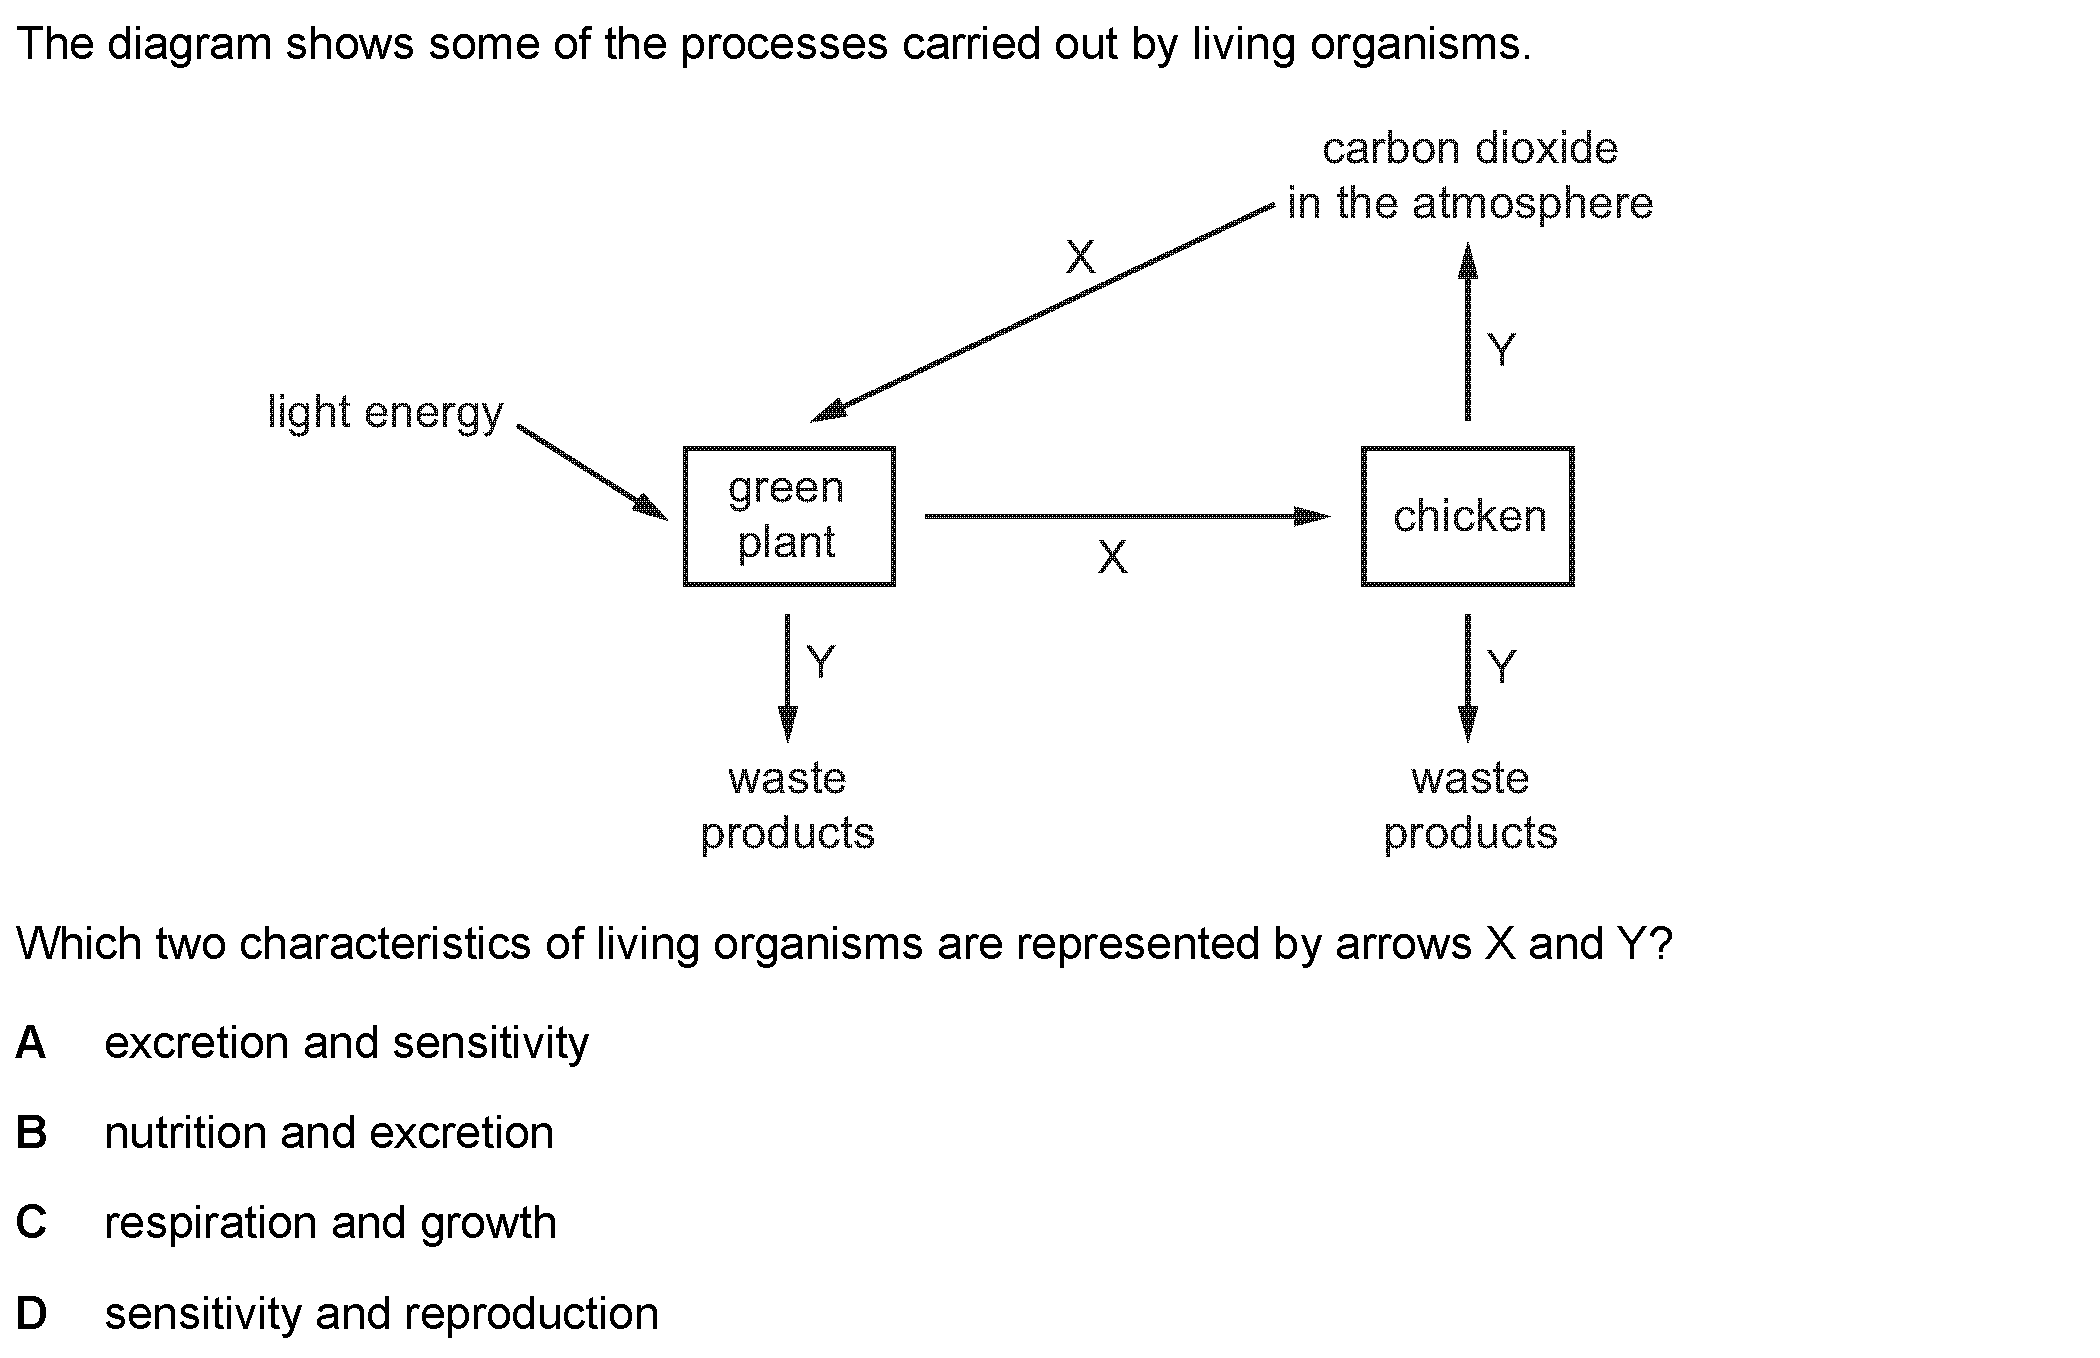 The diagram shows some of the processes carried out by living organisms.
carbon dioxide
in the atmosphere
X
Y
light energy
green
plant
chicken
X
Y
Y
waste
products
waste
products
Which two characteristics of living organisms are represented by arrows X and Y?
A excretion and sensitivity
B nutrition and excretion
C respiration and growth
D sensitivity and reproduction